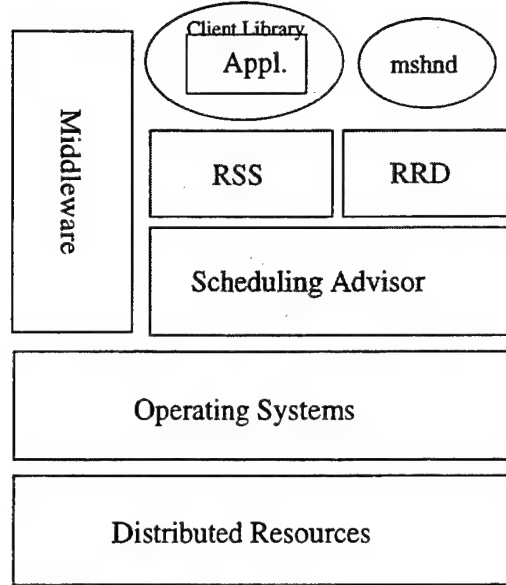 Client Library
Appl.
mshnd
Middleware
RSS
RRD
Scheduling Advisor
Operating Systems
Distributed Resources